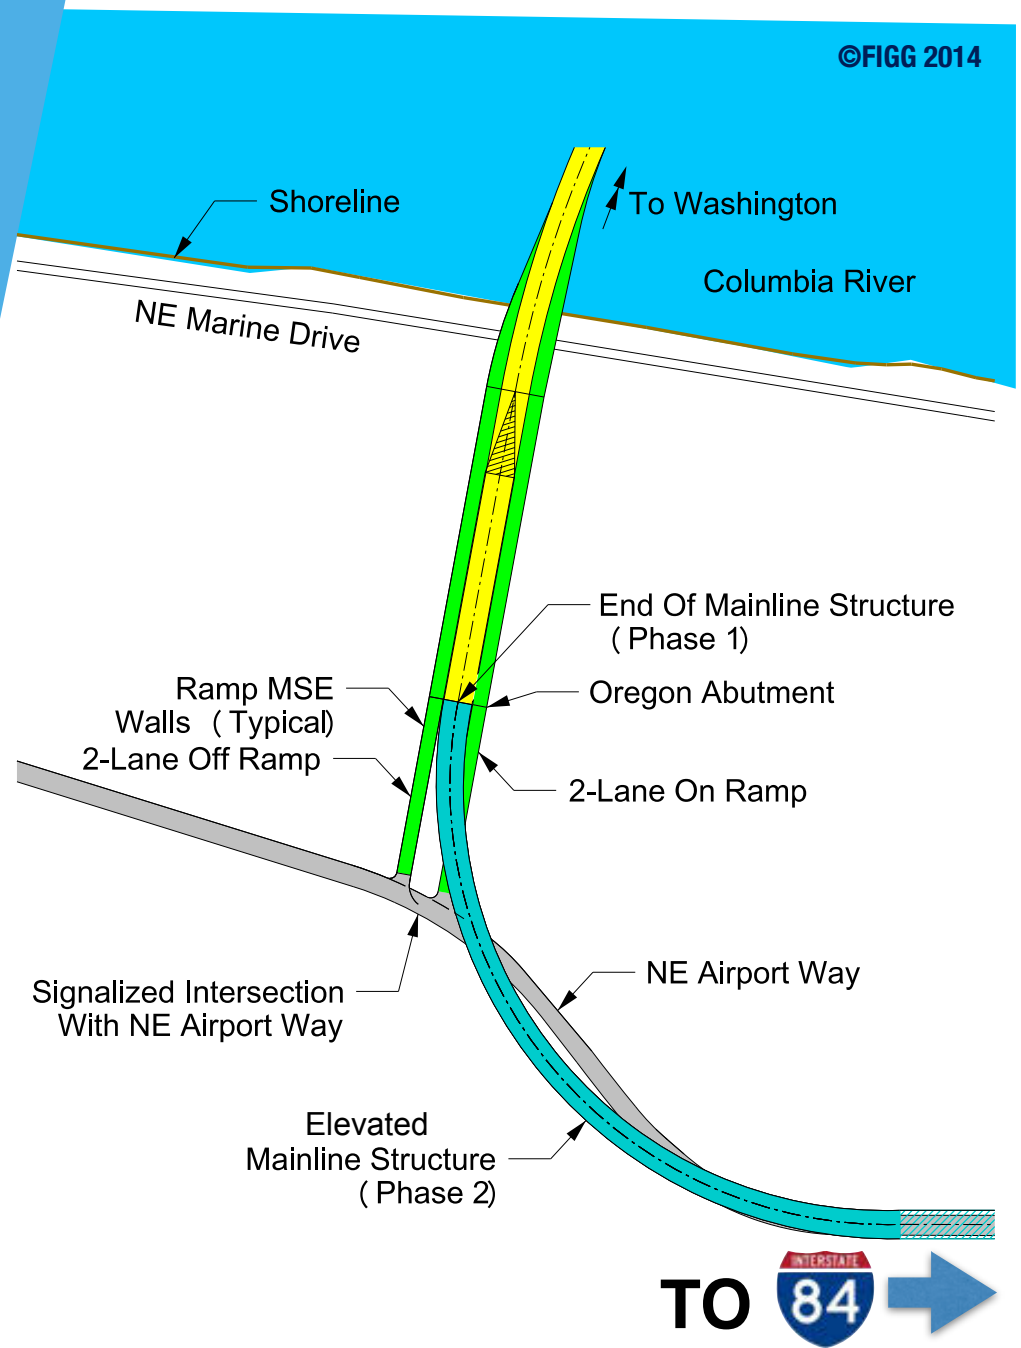 ©FIGG 2014
Shoreline
To Washington
Columbia River
NE Marine Drive
End Of Mainline Structure
( Phase 1)
Ramp MSE
Walls ( Typical)
Oregon Abutment
2-Lane Off Ramp
2-Lane On Ramp
NE Airport Way
Signalized Intersection
With NE Airport Way
Elevated
Mainline Structure
( Phase 2)
TO
INTERSTATE
84